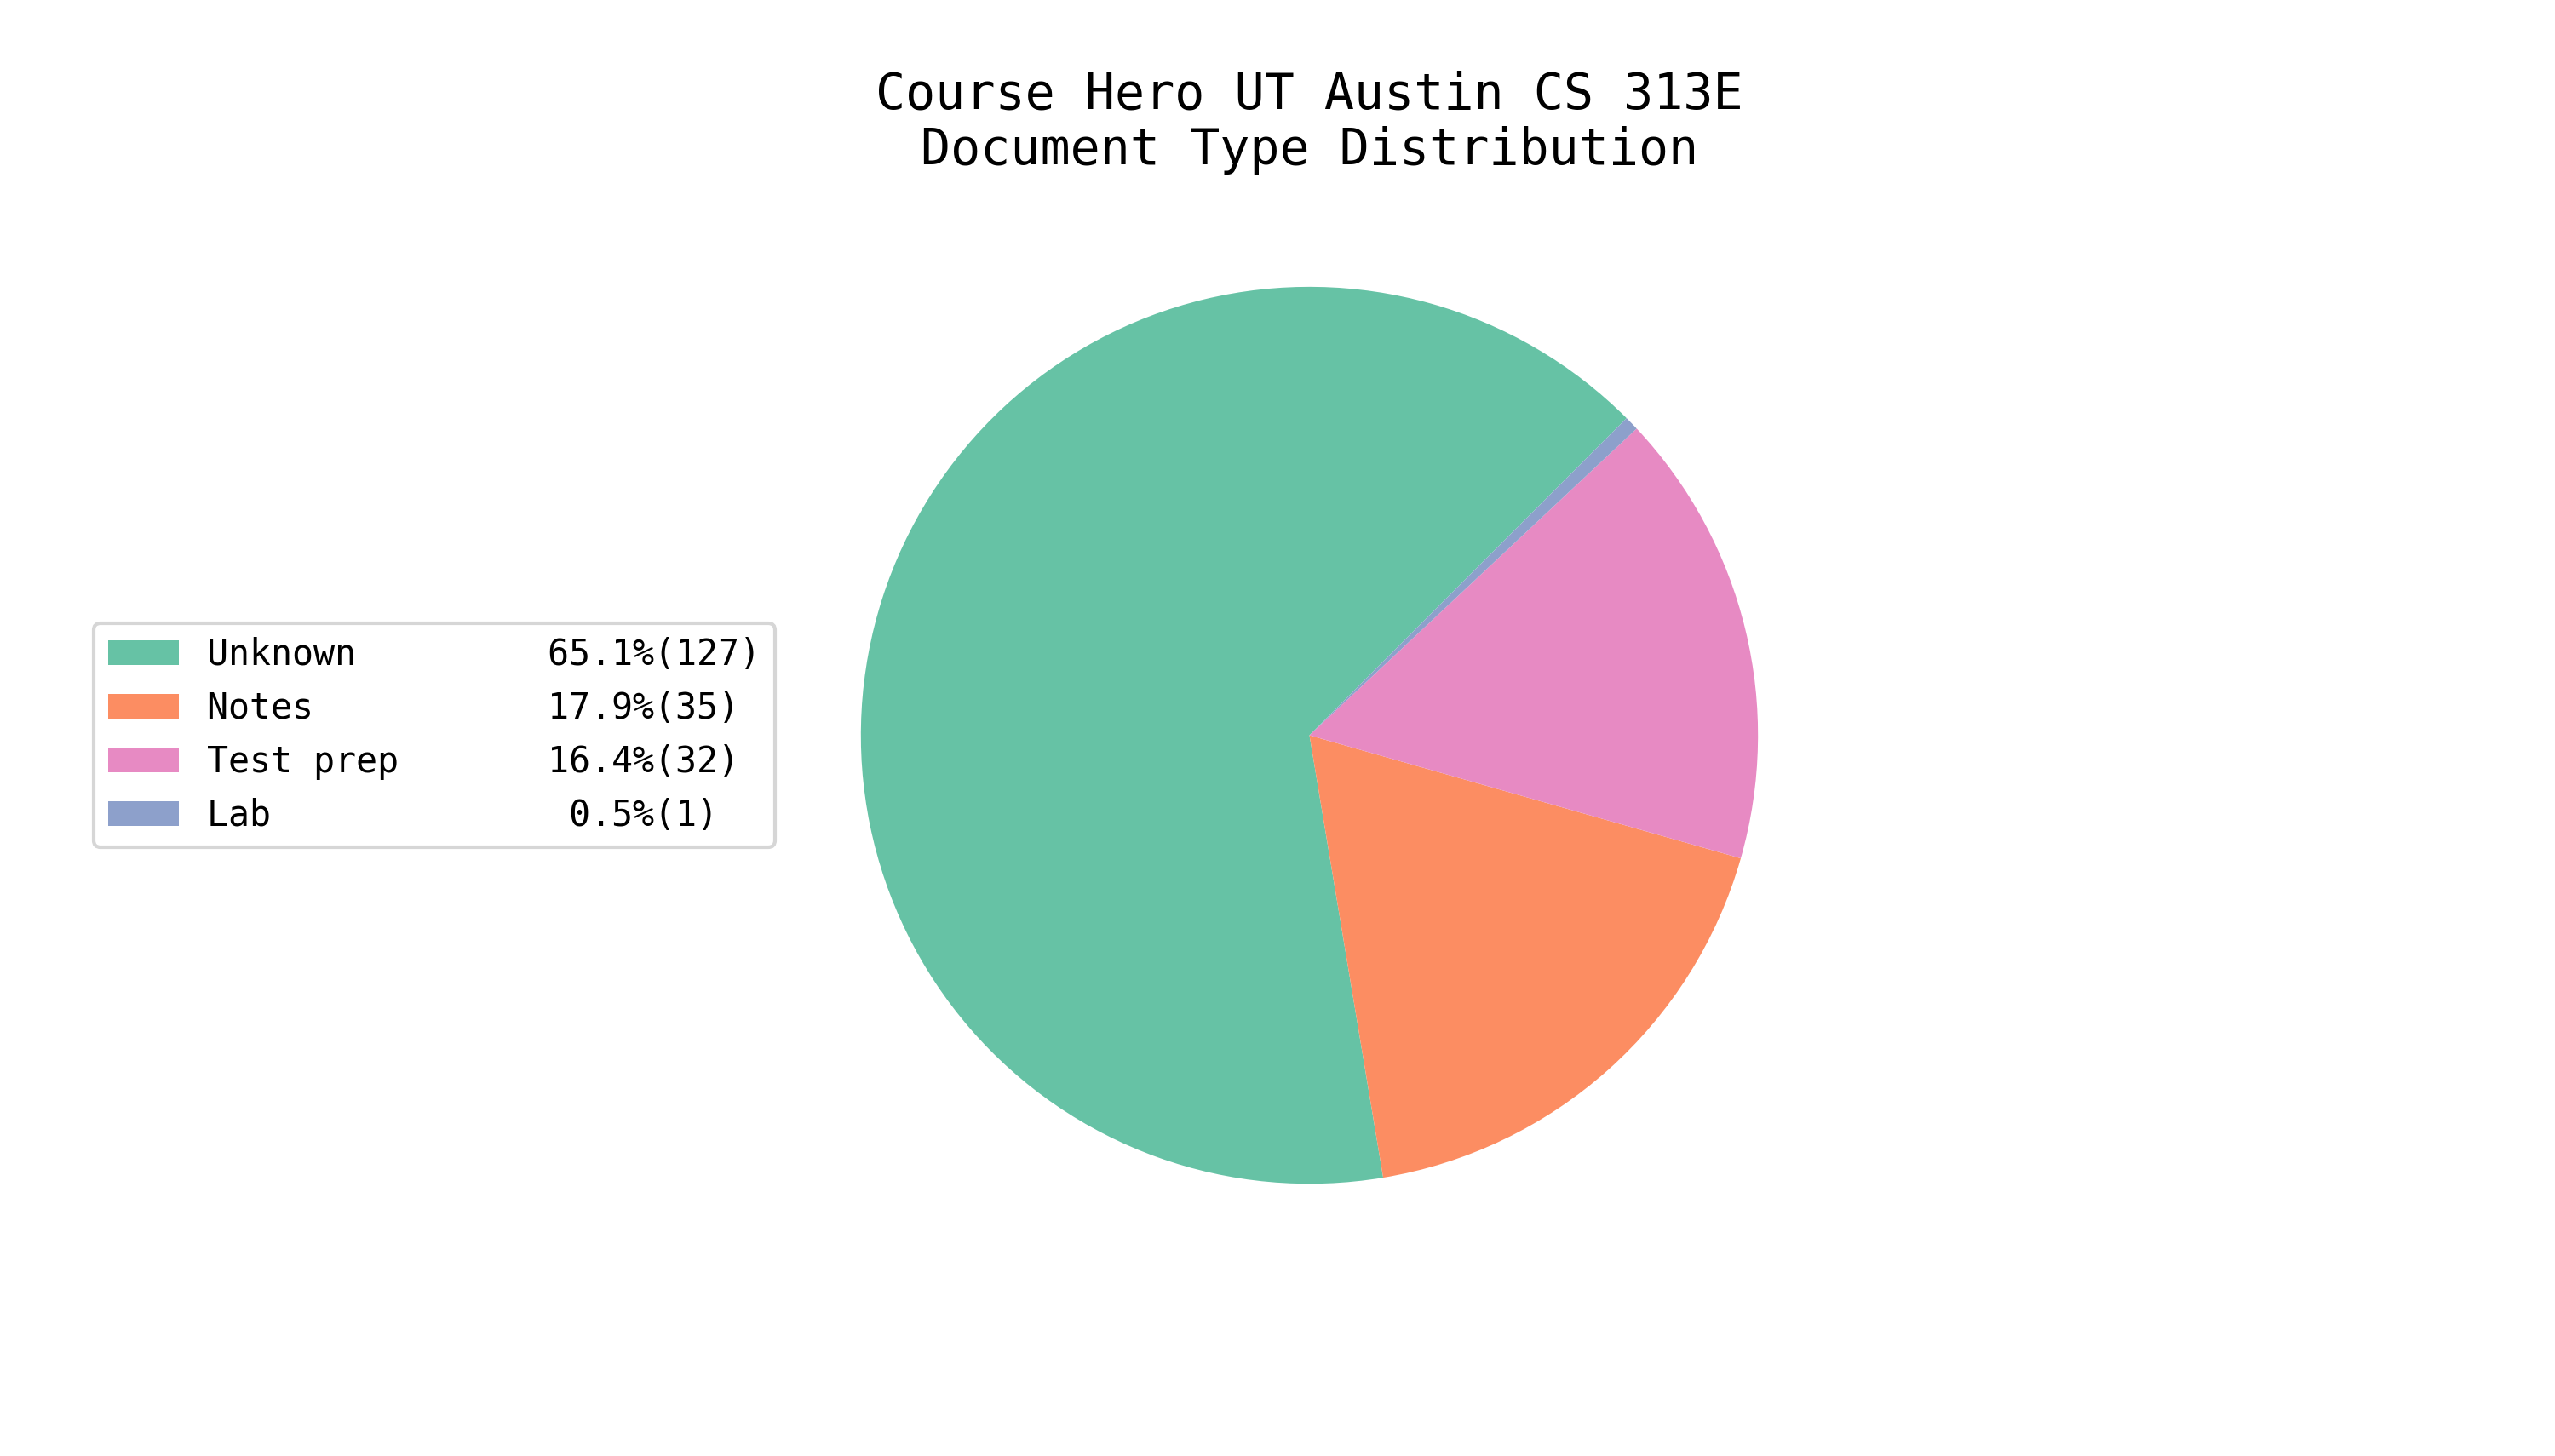 Course Hero UT Austin CS 313E
Document Type Distribution
Unknown 65.1%(127)
Notes 17.9%(35)
Test prep 16.4%(32)
Lab 0.5%(1)